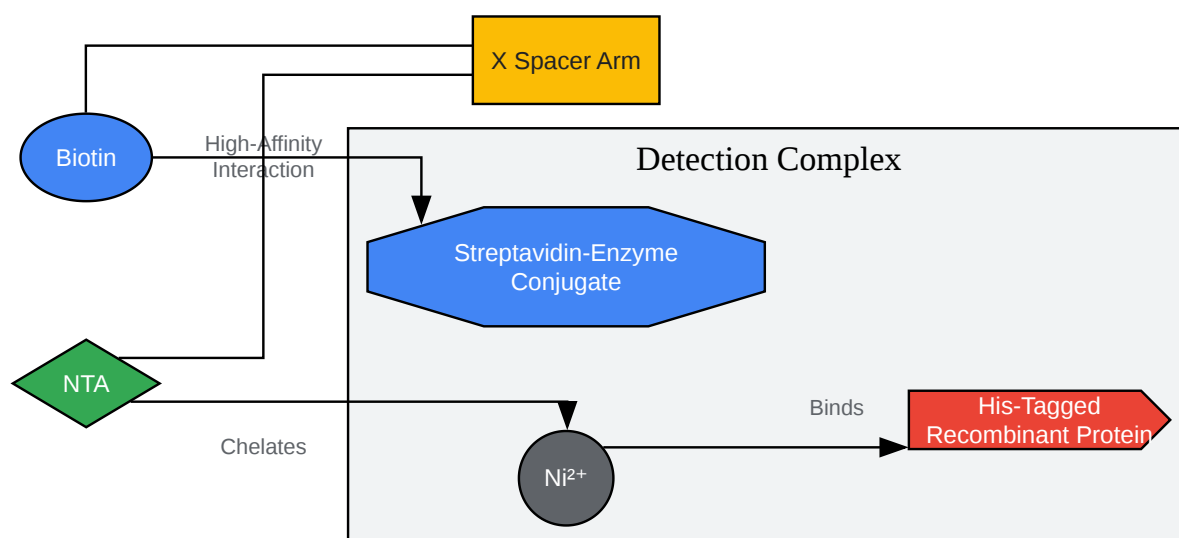 X Spacer Arm
Biotin
High-Affinity
Interaction
Detection Complex
Streptavidin-Enzyme
Conjugate
NTA
Chelates
Ni²⁺
Binds
His-Tagged
Recombinant Protein